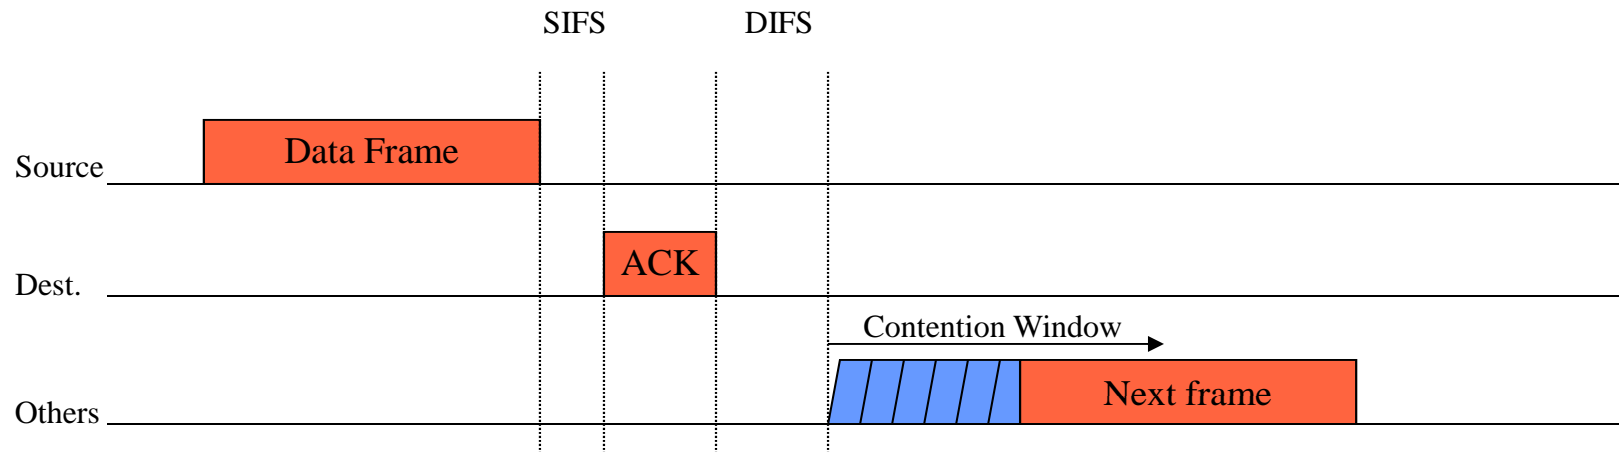 SIFS
DIFS
Data Frame
Source
ACK
Dest.
Contention Window
Next frame
Others